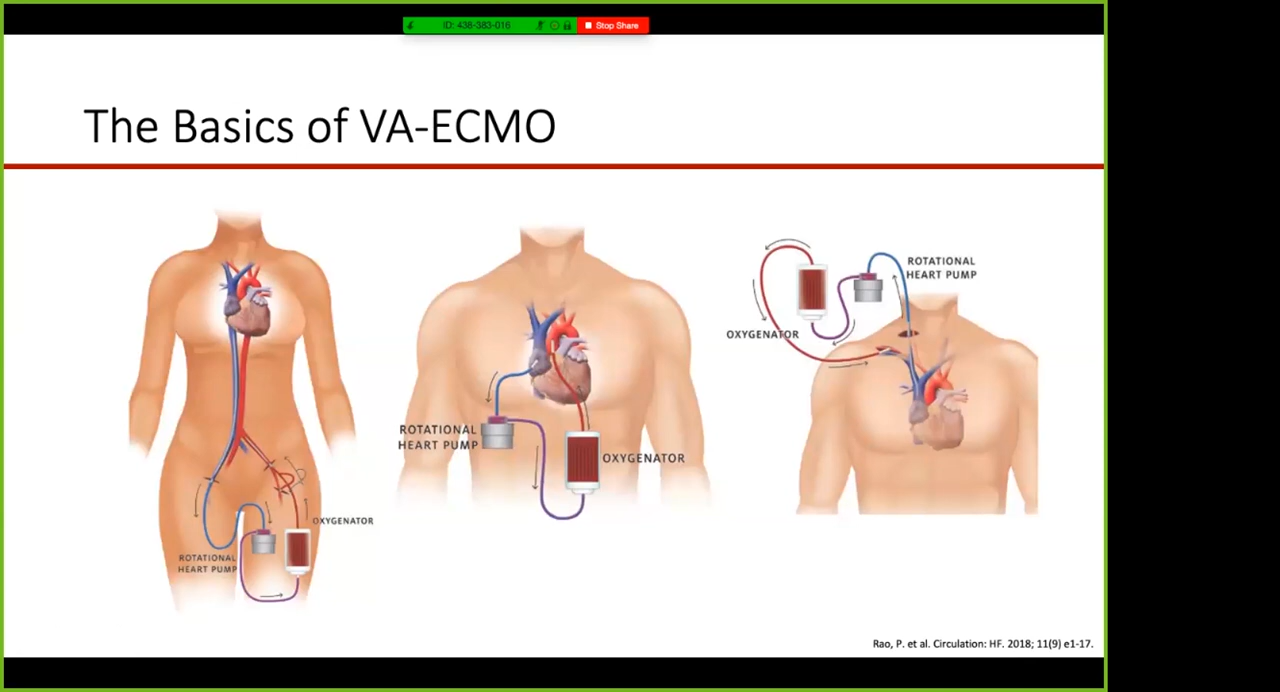 ID: 438-383-016
Stop Share
The Basics of VA-ECMO
ROTATIONAL
HEART PUMP
OXYGENATOR
ROTATIONAL
HEART PUMP
OXYGENATOR
ROTATIONAL
HEART PUMP
OXYGENATOR
Rao, P. et al. Circulation: HF. 2018; 11(9) e1-17.